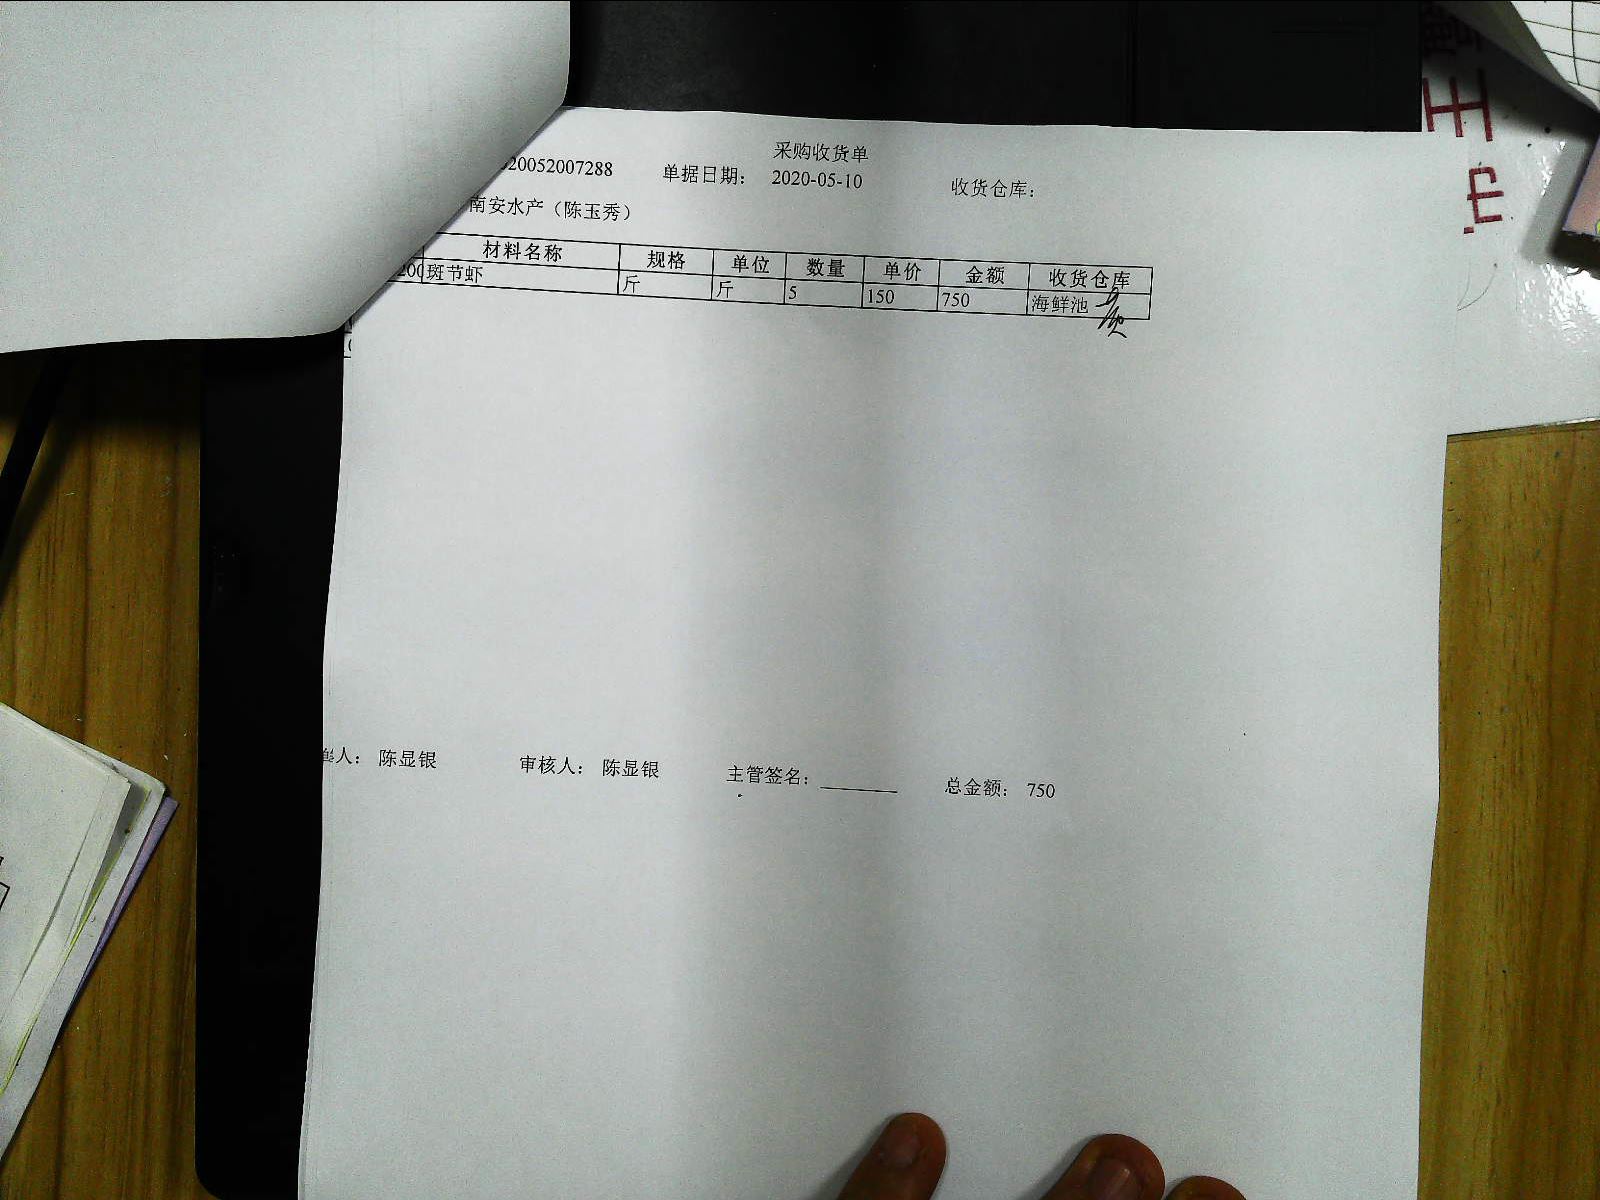 采购收货单
20052007288 单据日期： 2020-05-10 收货仓库：
南安水产（陈玉秀）
材料名称 规格 单位 数量 单价 金额 收货仓库
200 斑节虾 斤 斤 5 150 750 海鲜池
单人： 陈显银 审核人： 陈显银 主管签名：________ 总金额： 750